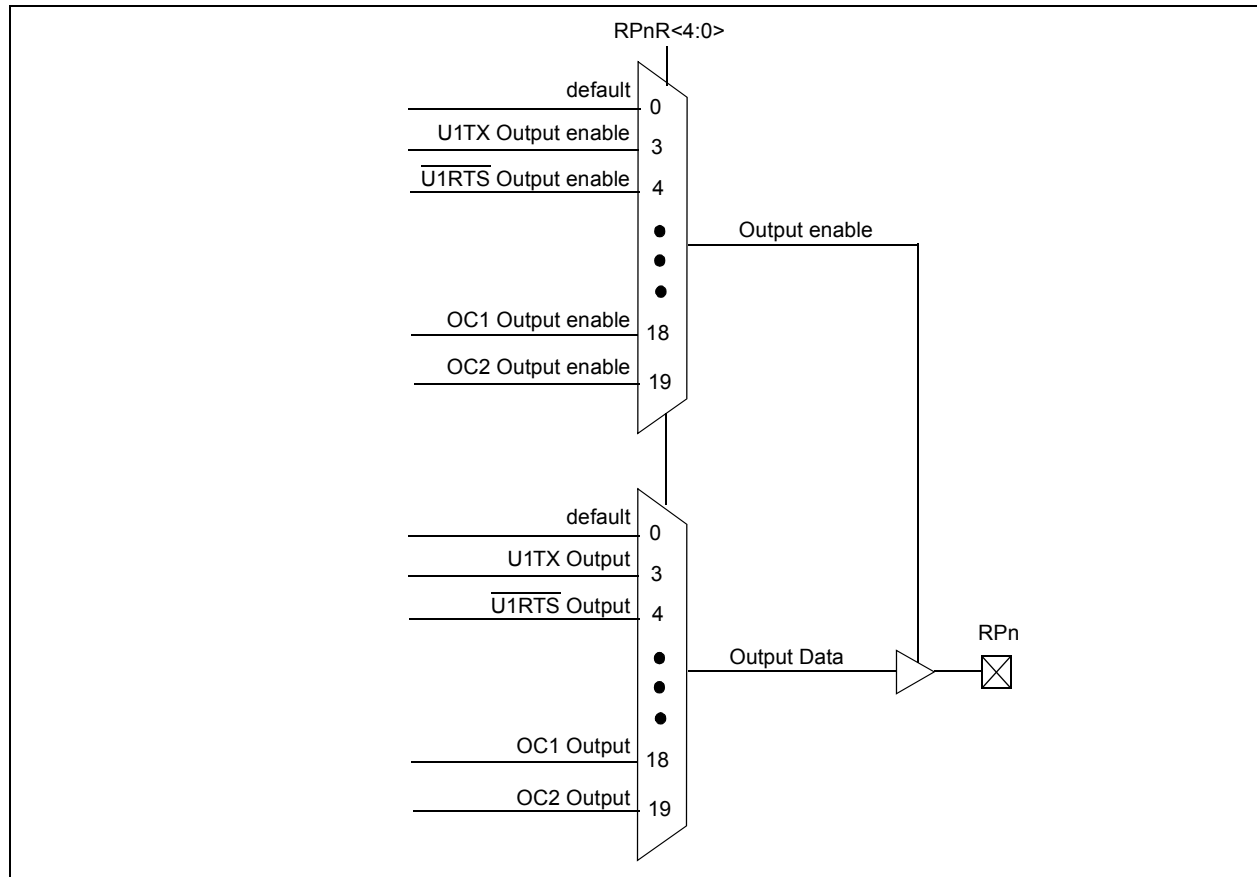 RPnR<4:0>
default
0
U1TX Output enable
3
U1RTS Output enable
4
Output enable
OC1 Output enable
18
OC2 Output enable
19
default
0
U1TX Output
3
U1RTS Output
4
RPn
Output Data
OC1 Output
18
OC2 Output
19